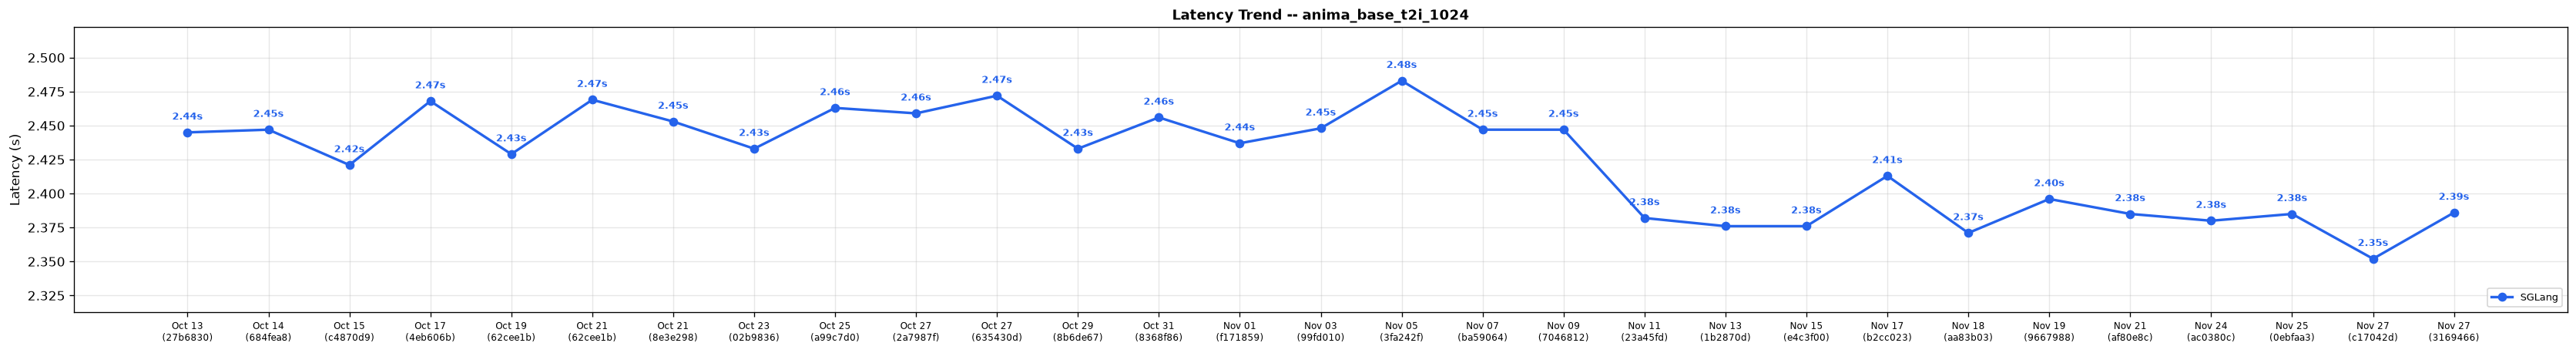 Latency Trend -- anima_base_t2i_1024
Latency (s)
2.500
2.475
2.450
2.425
2.400
2.375
2.350
2.325
2.44s
2.45s
2.42s
2.47s
2.43s
2.47s
2.45s
2.43s
2.46s
2.46s
2.47s
2.43s
2.46s
2.44s
2.45s
2.48s
2.45s
2.45s
2.38s
2.38s
2.38s
2.41s
2.37s
2.40s
2.38s
2.38s
2.38s
2.35s
2.39s
SGLang
Oct 13
(27b6830)
Oct 14
(684fea8)
Oct 15
(c4870d9)
Oct 17
(4eb606b)
Oct 19
(62cee1b)
Oct 21
(62cee1b)
Oct 21
(8e3e298)
Oct 23
(02b9836)
Oct 25
(a99c7d0)
Oct 27
(2a7987f)
Oct 27
(635430d)
Oct 29
(8b6de67)
Oct 31
(8368f86)
Nov 01
(f171859)
Nov 03
(99fd010)
Nov 05
(3fa242f)
Nov 07
(ba59064)
Nov 09
(7046812)
Nov 11
(23a45fd)
Nov 13
(1b2870d)
Nov 15
(e4c3f00)
Nov 17
(b2cc023)
Nov 18
(aa83b03)
Nov 19
(9667988)
Nov 21
(af80e8c)
Nov 24
(ac0380c)
Nov 25
(0ebfaa3)
Nov 27
(c17042d)
Nov 27
(3169466)